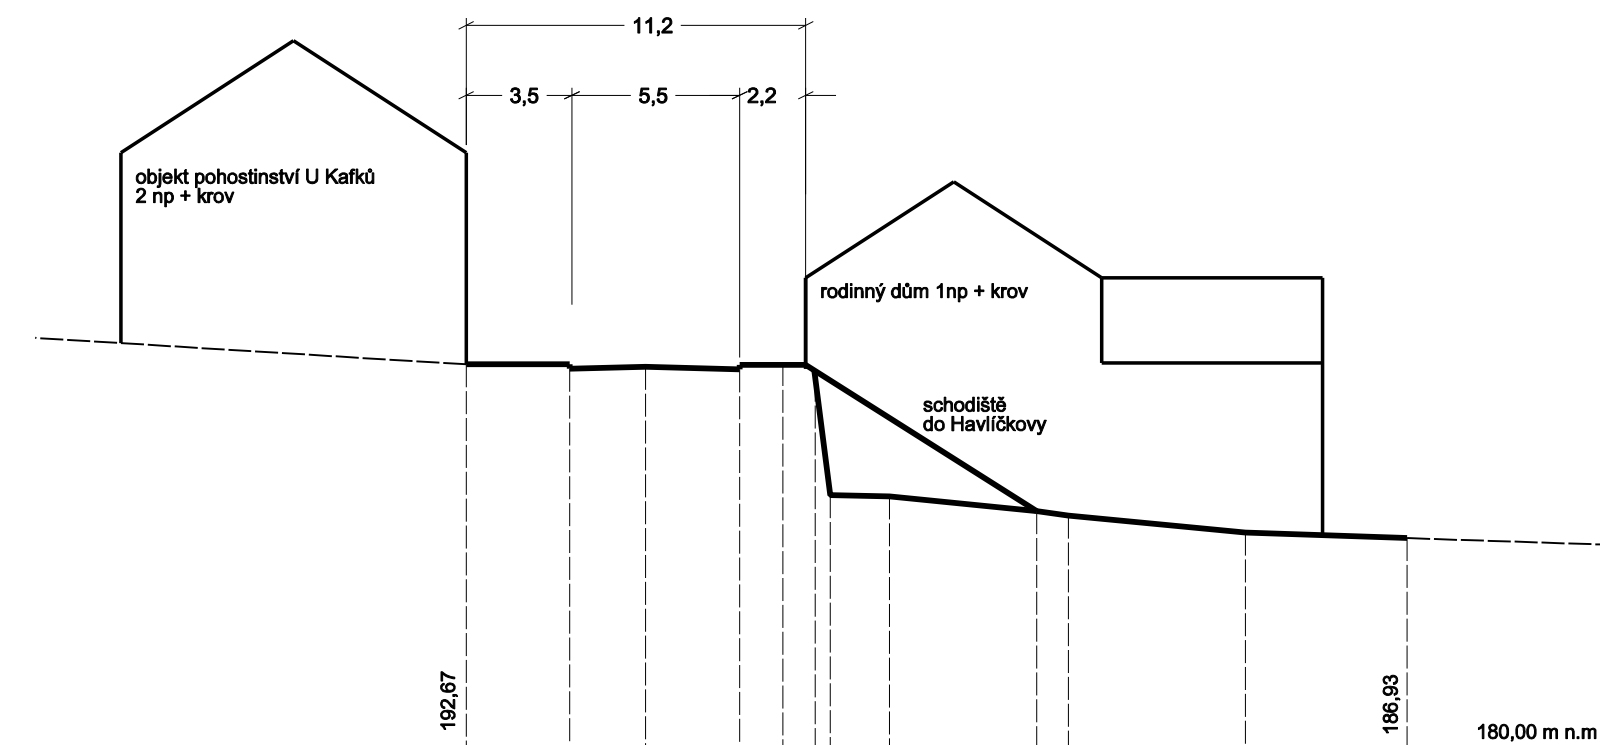 11,2
3,5
5,5
2,2
objekt pohostinství U Kafků
2 np + krov
rodinný dům 1np + krov
schodiště
do Havlíčkovy
192,67
186,93
180,00 m n.m